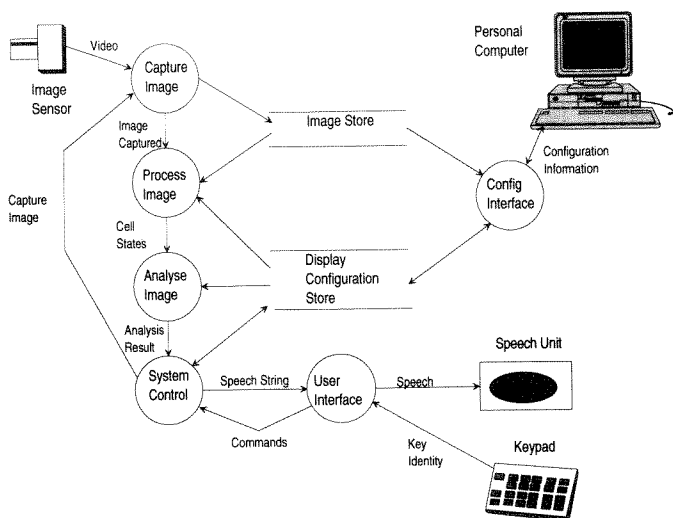 Personal
Computer
Video
Capture
Image
Image
Sensor
Image Store
Image
Captured
Configuration
Information
Process
Image
Config
Interface
Capture
Image
Cell
States
Display
Configuration
Store
Analyse
Image
Analysis
Result
Speech Unit
System
Control
Speech String
User
Interface
Speech
Commands
Key
Identity
Keypad